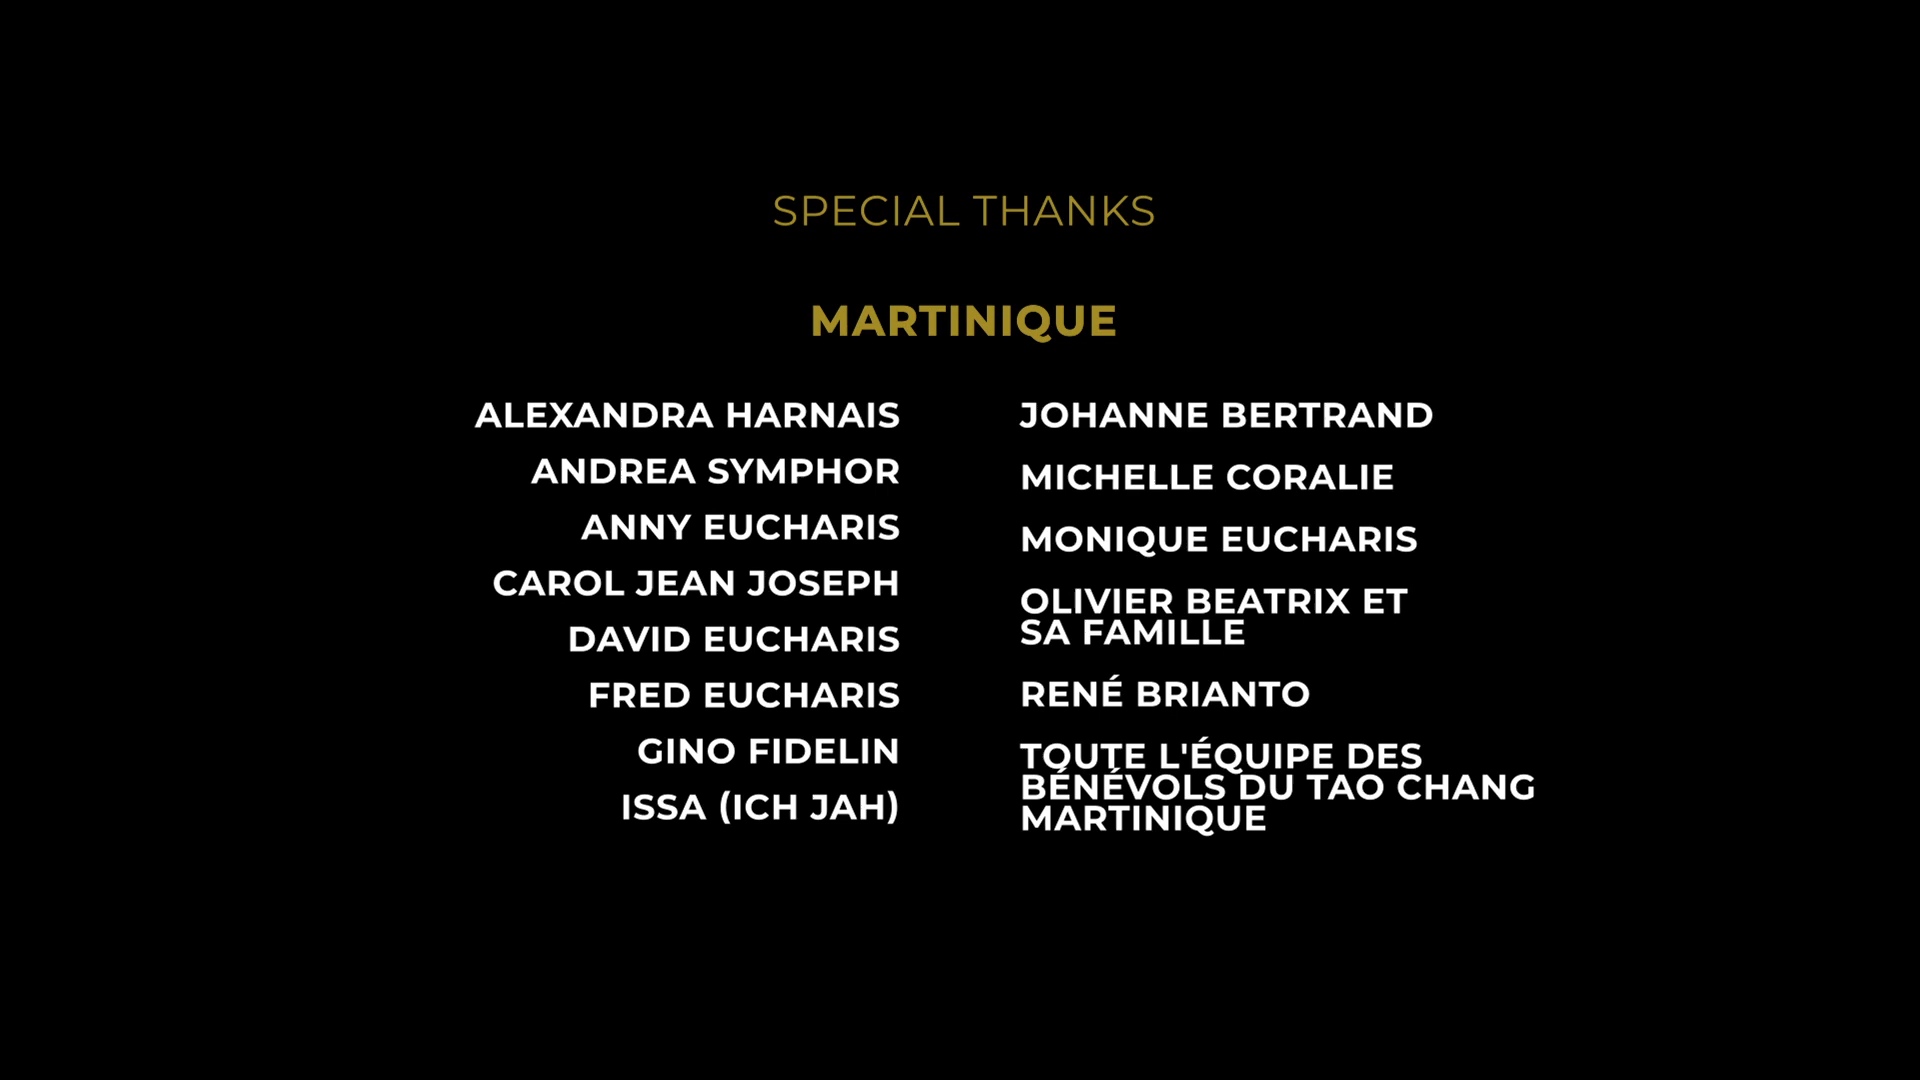 SPECIAL THANKS
MARTINIQUE
ALEXANDRA HARNAIS
ANDREA SYMPHOR
ANNY EUCHARIS
CAROL JEAN JOSEPH
DAVID EUCHARIS
FRED EUCHARIS
GINO FIDELIN
ISSA (ICH JAH)
JOHANNE BERTRAND
MICHELLE CORALIE
MONIQUE EUCHARIS
OLIVIER BEATRIX ET
SA FAMILLE
RENÉ BRIANTO
TOUTE L'ÉQUIPE DES
BÉNÉVOLS DU TAO CHANG
MARTINIQUE